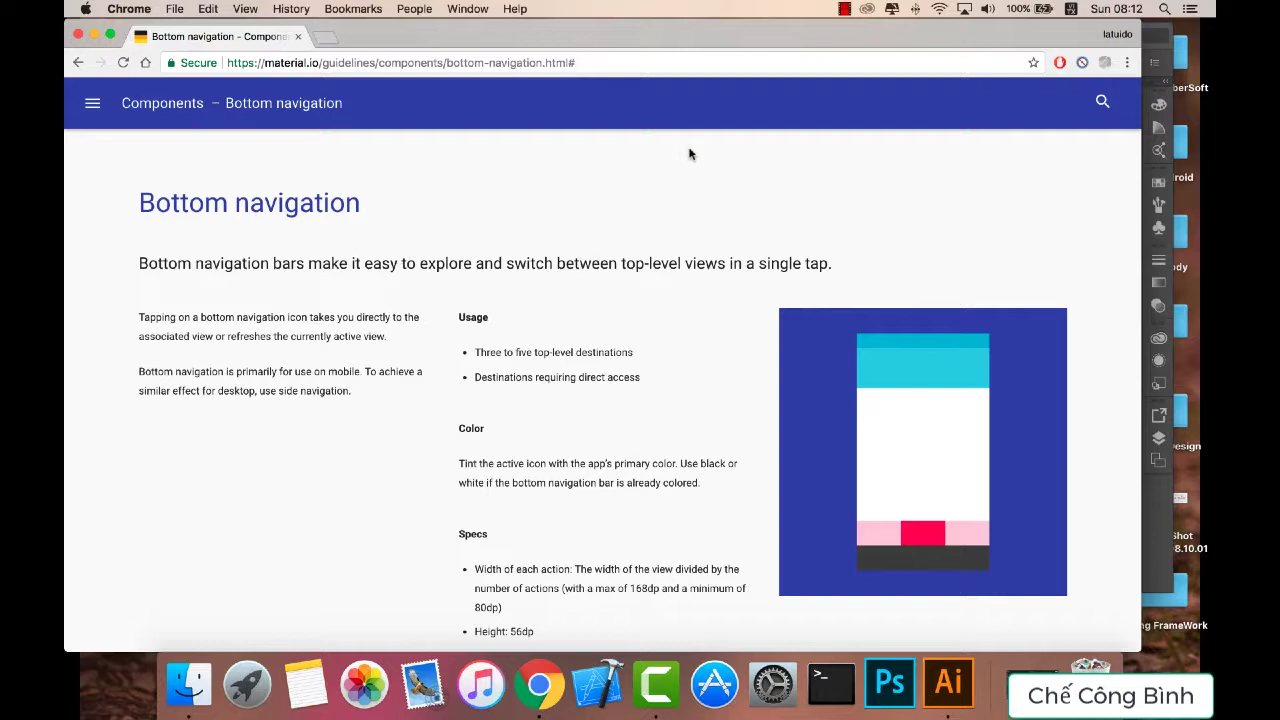 Chrome File Edit View History Bookmarks People Window Help 100% Sun 08:12
Bottom navigation – Compone × latuido
Secure https://material.io/guidelines/components/bottom-navigation.html#
Components – Bottom navigation
Bottom navigation
Bottom navigation bars make it easy to explore and switch between top-level views in a single tap.
Tapping on a bottom navigation icon takes you directly to the
associated view or refreshes the currently active view.
Bottom navigation is primarily for use on mobile. To achieve a
similar effect for desktop, use side navigation.
Usage
• Three to five top-level destinations
• Destinations requiring direct access
Color
Tint the active icon with the app's primary color. Use black or
white if the bottom navigation bar is already colored.
Specs
• Width of each action: The width of the view divided by the
number of actions (with a max of 168dp and a minimum of
80dp)
• Height: 56dp
berSoft
droid
ody
Design
Shot
8.10.01
ng FrameWork
Ps
Ai
Chế Công Bình